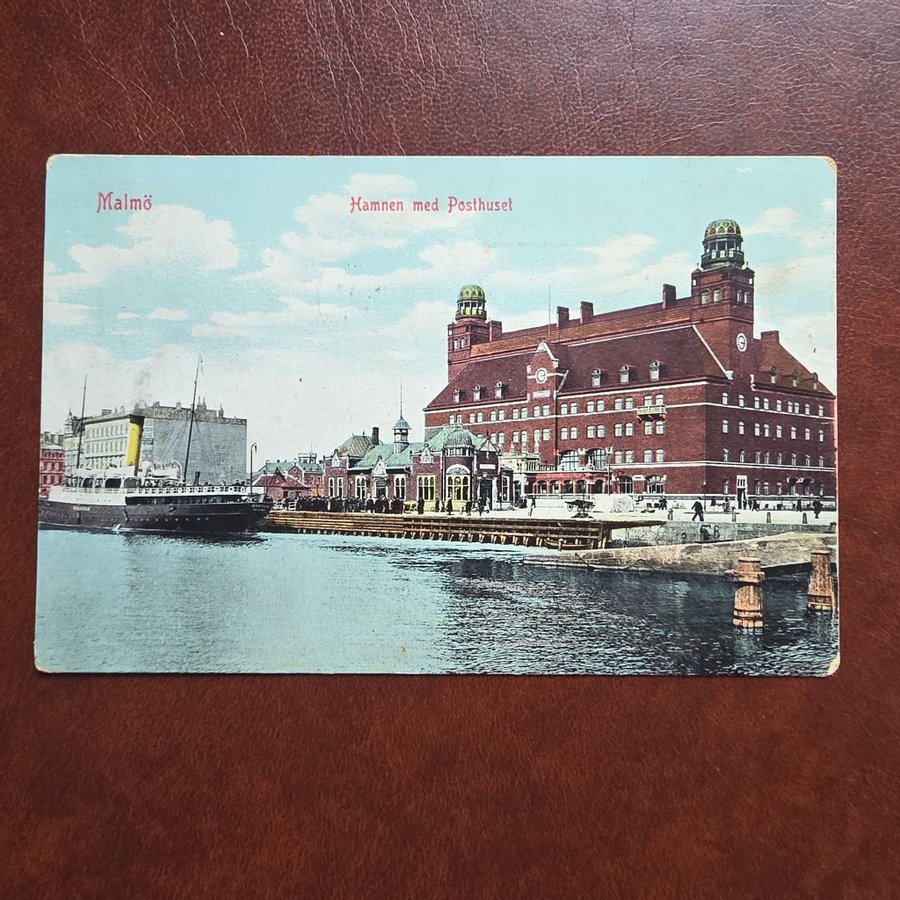 Malmö
Hamnen med Posthuset